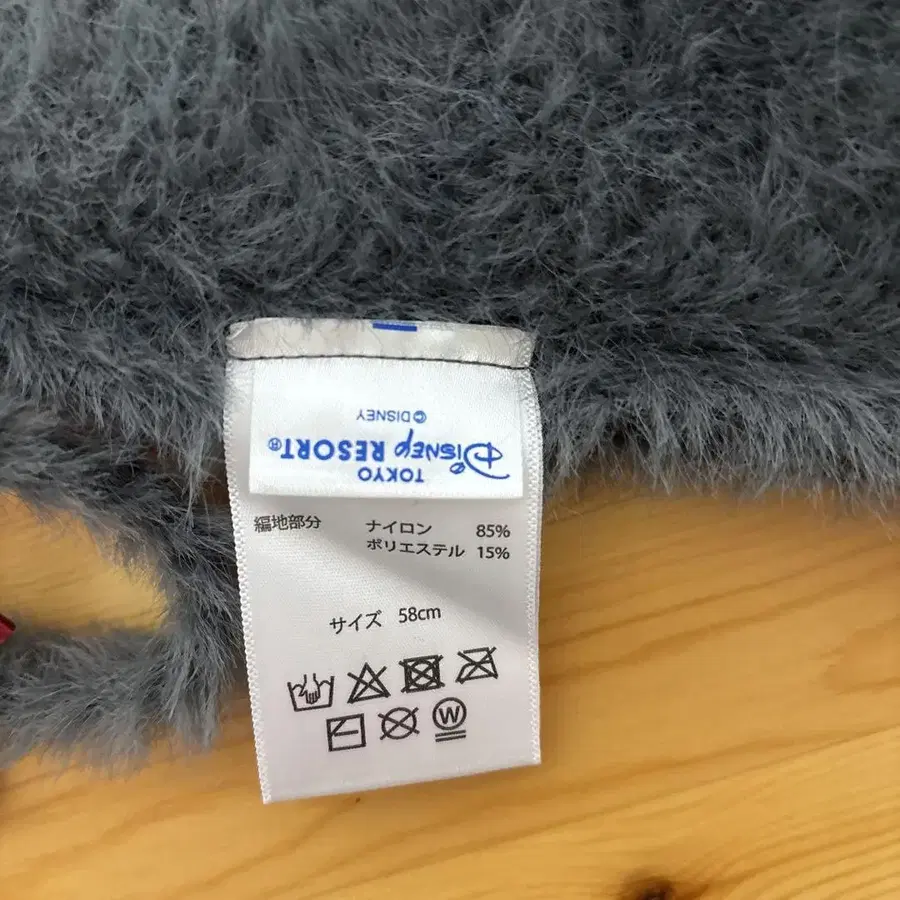 TOKYO
Disney RESORT®
© DISNEY
編地部分 ナイロン 85%
ポリエステル 15%
サイズ 58cm
W